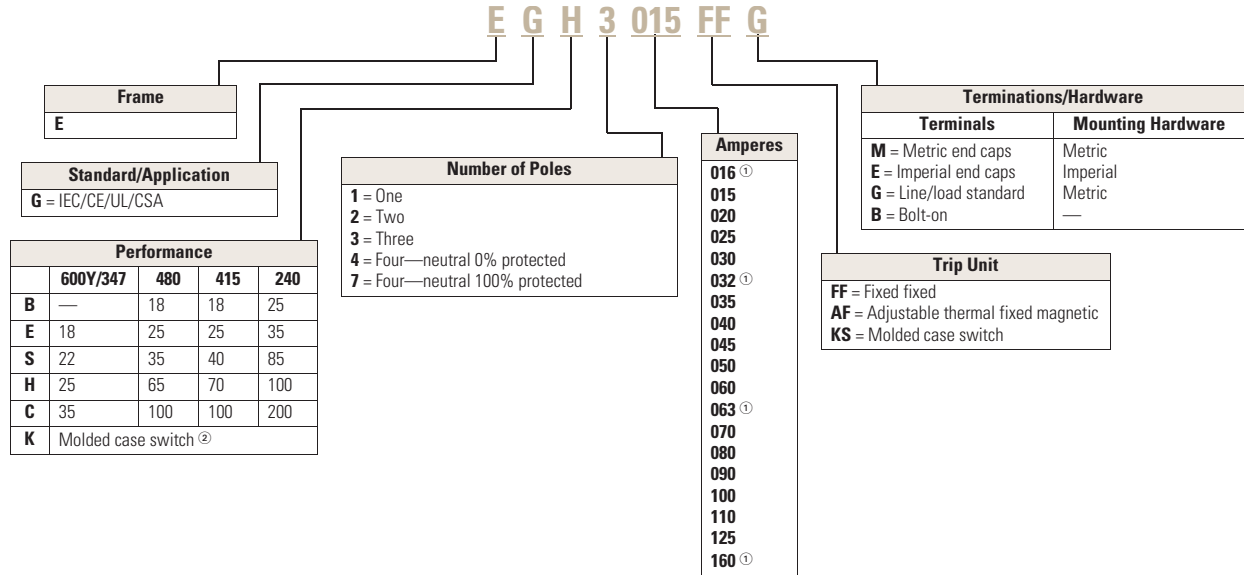 E G H 3 015 FF G
Frame
E
Standard/Application
G = IEC/CE/UL/CSA
Performance
600Y/347 480 415 240
B — 18 18 25
E 18 25 25 35
S 22 35 40 85
H 25 65 70 100
C 35 100 100 200
K Molded case switch ②
Number of Poles
1 = One
2 = Two
3 = Three
4 = Four—neutral 0% protected
7 = Four—neutral 100% protected
Amperes
016 ①
015
020
025
030
032 ①
035
040
045
050
060
063 ①
070
080
090
100
110
125
160 ①
Trip Unit
FF = Fixed fixed
AF = Adjustable thermal fixed magnetic
KS = Molded case switch
Terminations/Hardware
Terminals Mounting Hardware
M = Metric end caps Metric
E = Imperial end caps Imperial
G = Line/load standard Metric
B = Bolt-on —